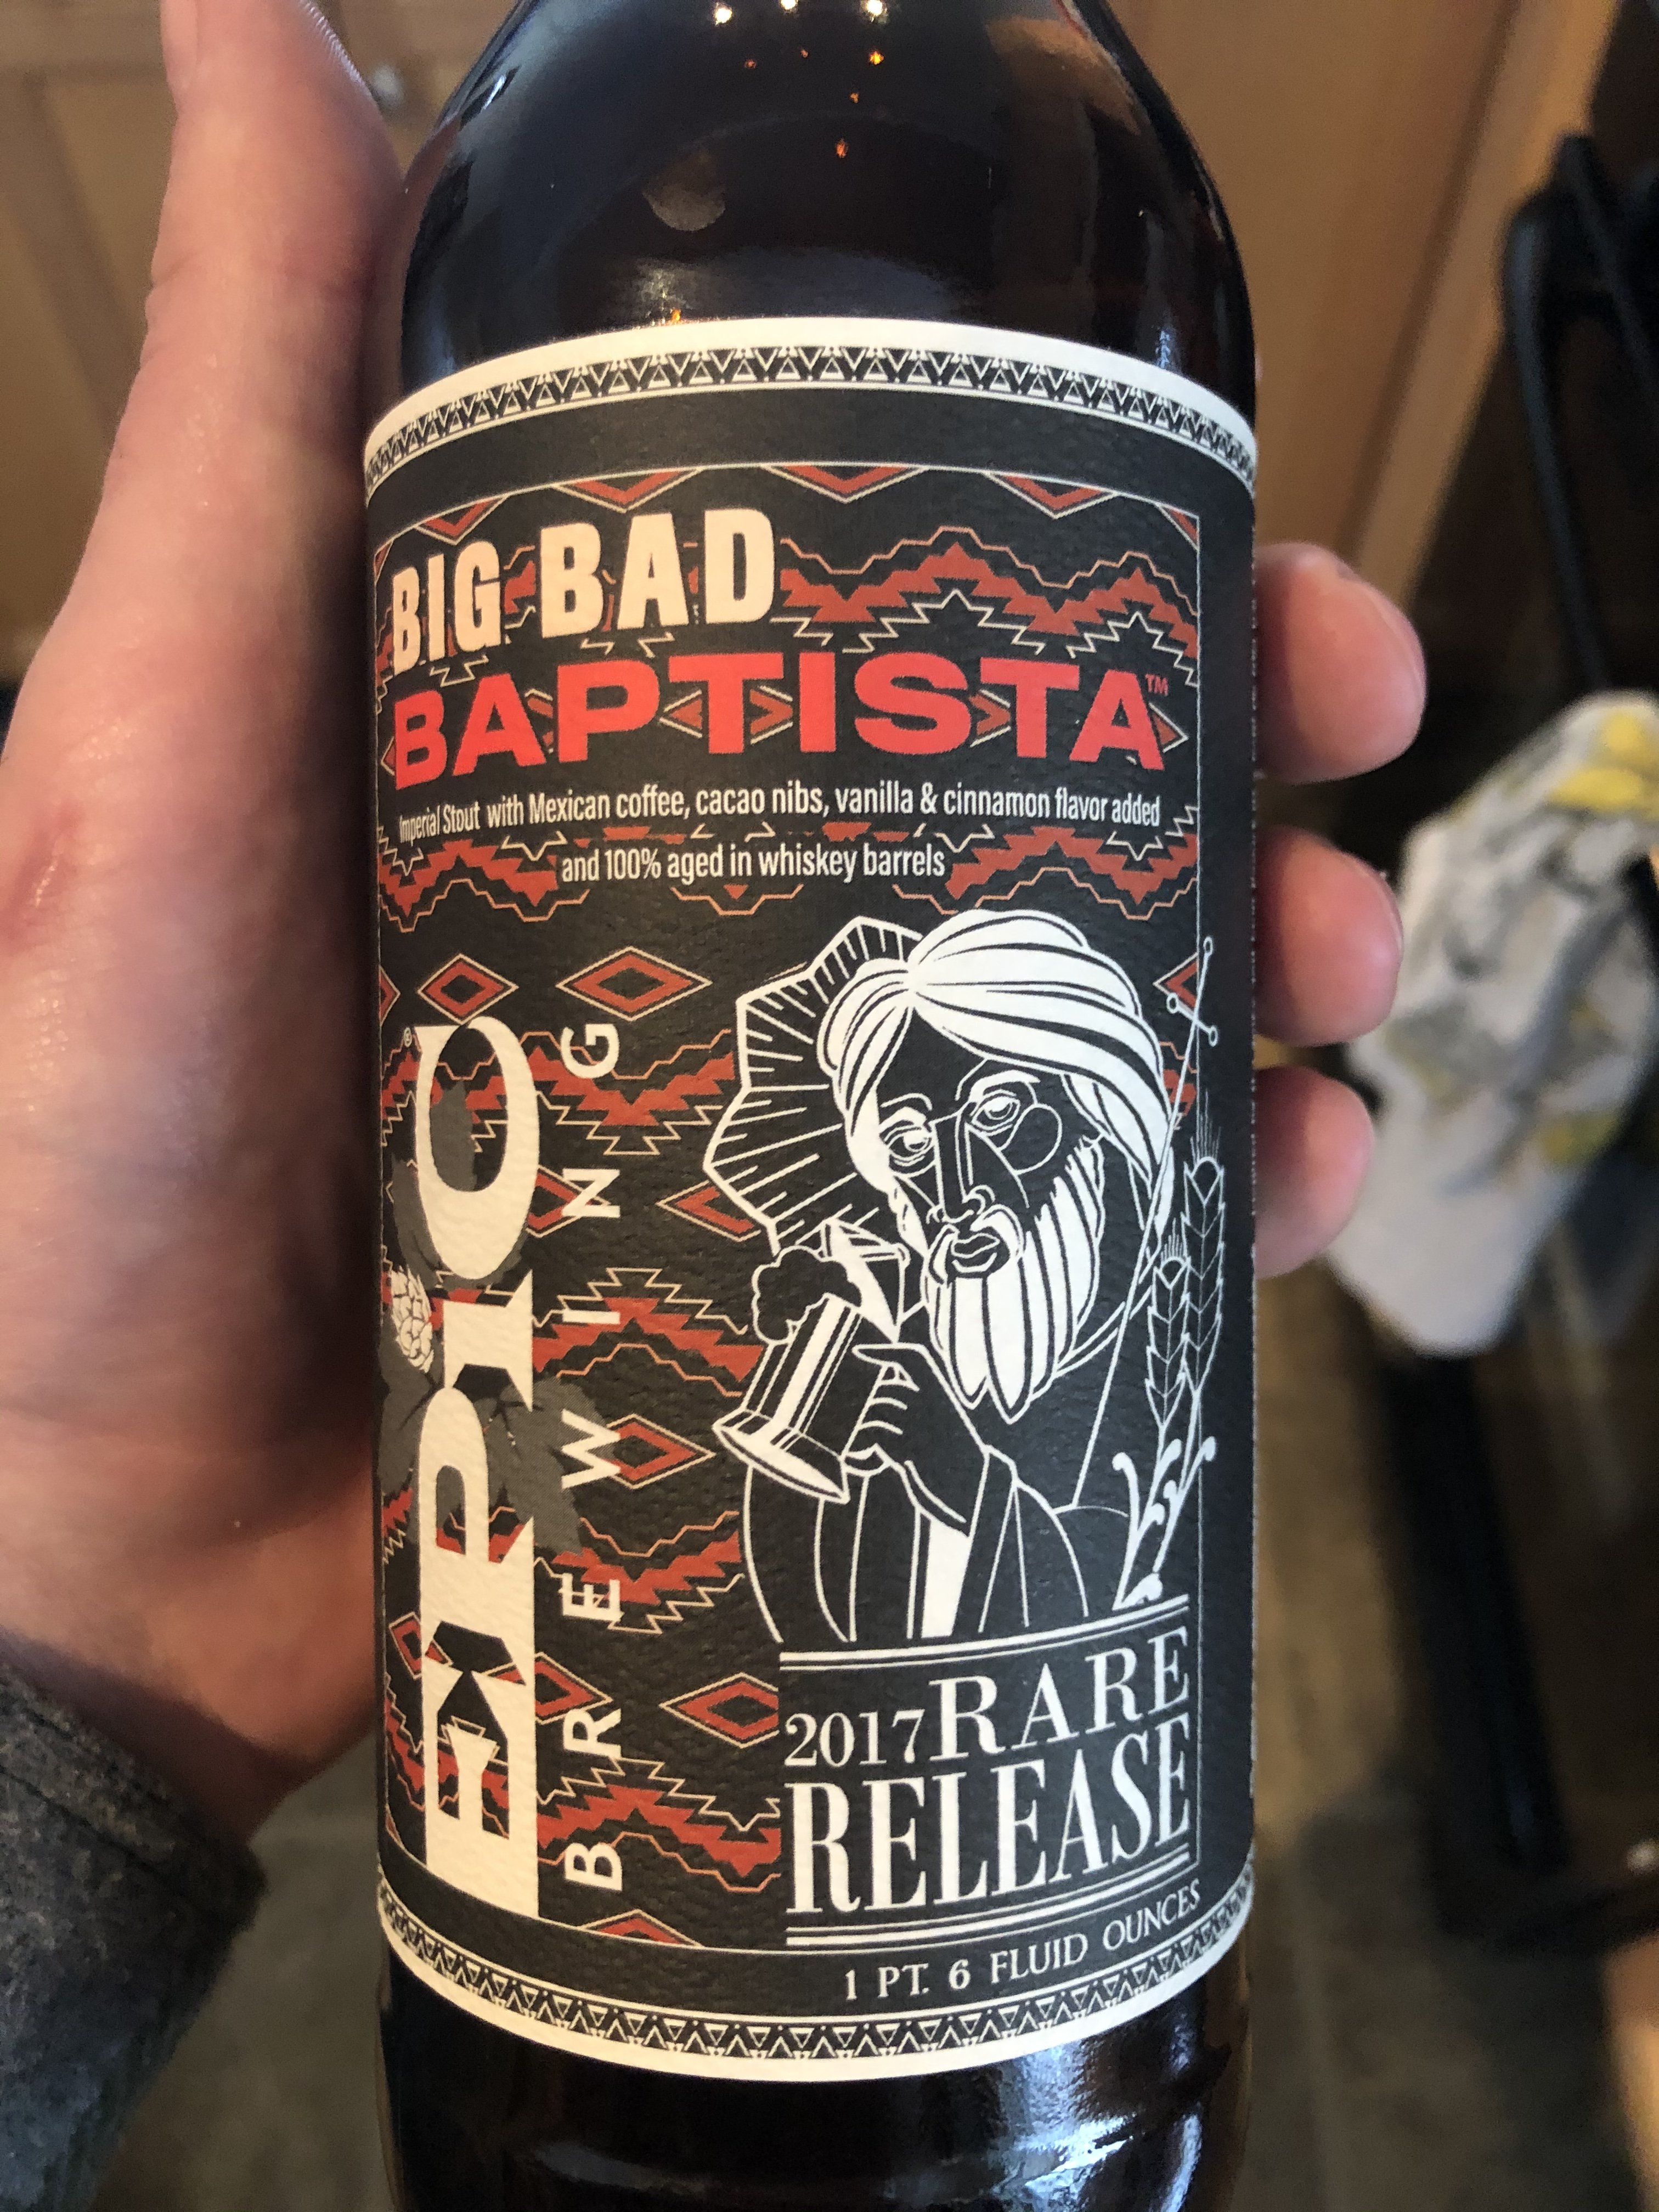 BIG BAD
BAPTISTA™
Imperial Stout with Mexican coffee, cacao nibs, vanilla & cinnamon flavor added
and 100% aged in whiskey barrels
EPIC®
BREWING
2017 RARE
RELEASE
1 PT. 6 FLUID OUNCES